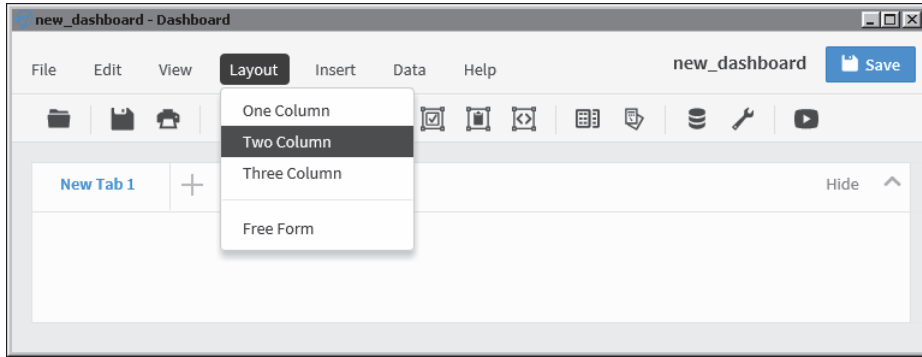 new_dashboard - Dashboard
File Edit View Layout Insert Data Help new_dashboard Save
One Column
Two Column
Three Column
New Tab 1 Hide
Free Form